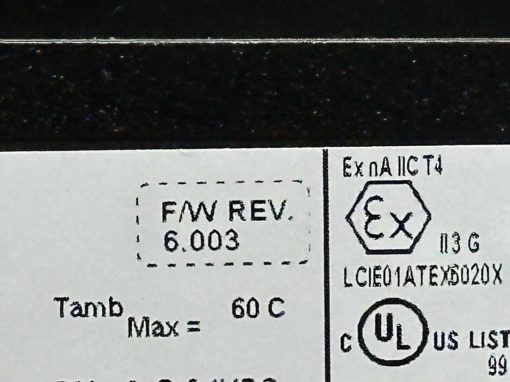 F/W REV.
6.003
Tamb Max = 60 C
Ex nA IIC T4
Ex
II 3 G
LCIE01ATEX6020X
C UL US LIST
99